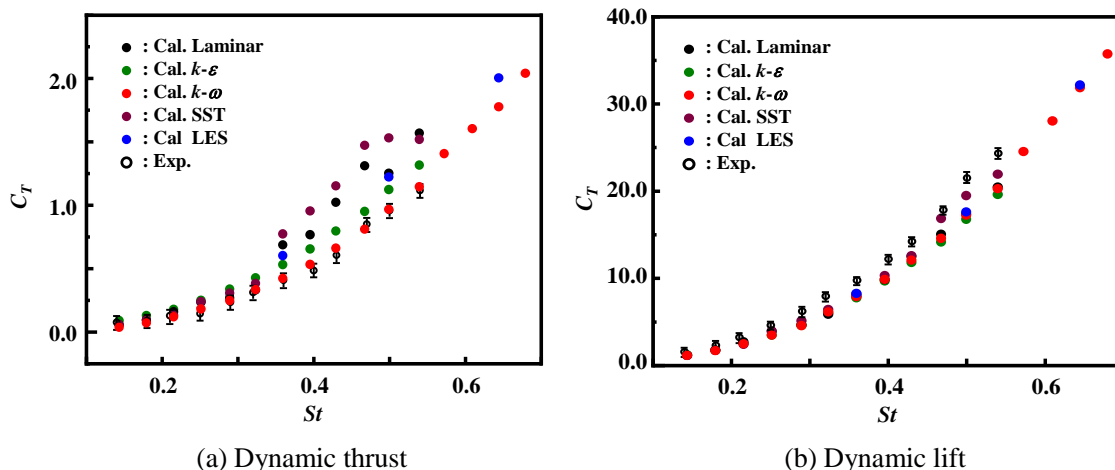 : Cal. Laminar
: Cal. k-ε
: Cal. k-ω
: Cal. SST
: Cal LES
: Exp.
2.0
1.0
0.0
C_T
0.2 0.4 0.6
St
(a) Dynamic thrust
40.0
: Cal. Laminar
: Cal. k-ε
: Cal. k-ω
: Cal. SST
: Cal LES
: Exp.
30.0
20.0
10.0
0.0
C_T
0.2 0.4 0.6
St
(b) Dynamic lift